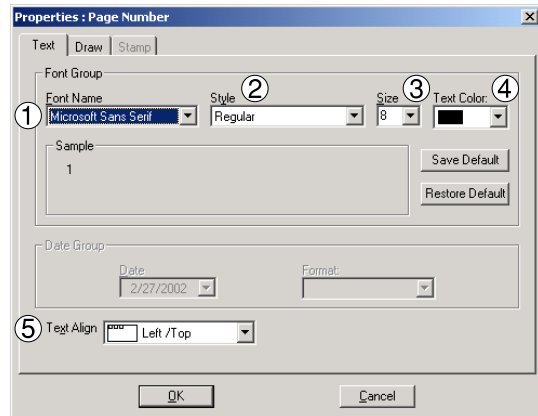 Properties : Page Number
Text Draw Stamp
Font Group
② ③ ④
Font Name Style Size Text Color:
① Microsoft Sans Serif Regular 8
Sample
1
Save Default
Restore Default
Date Group
Date Format:
2/27/2002
⑤ Text Align Left /Top
OK Cancel